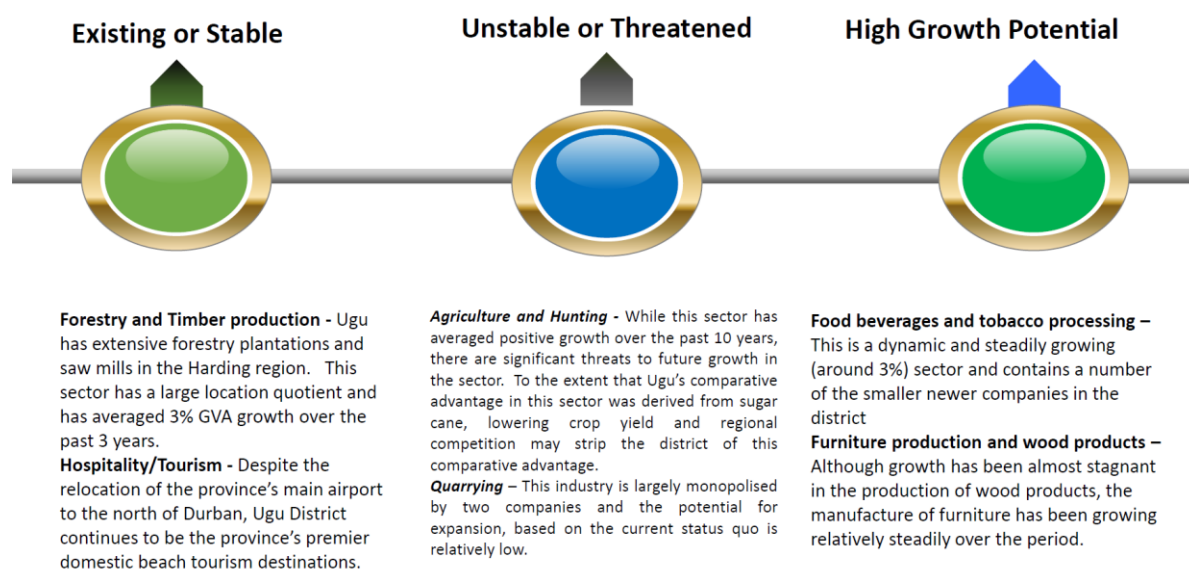 Existing or Stable
Unstable or Threatened
High Growth Potential
Forestry and Timber production - Ugu
has extensive forestry plantations and
saw mills in the Harding region. This
sector has a large location quotient and
has averaged 3% GVA growth over the
past 3 years.
Hospitality/Tourism - Despite the
relocation of the province's main airport
to the north of Durban, Ugu District
continues to be the province's premier
domestic beach tourism destinations.
Agriculture and Hunting - While this sector has
averaged positive growth over the past 10 years,
there are significant threats to future growth in
the sector. To the extent that Ugu's comparative
advantage in this sector was derived from sugar
cane, lowering crop yield and regional
competition may strip the district of this
comparative advantage.
Quarrying – This industry is largely monopolised
by two companies and the potential for
expansion, based on the current status quo is
relatively low.
Food beverages and tobacco processing –
This is a dynamic and steadily growing
(around 3%) sector and contains a number
of the smaller newer companies in the
district
Furniture production and wood products –
Although growth has been almost stagnant
in the production of wood products, the
manufacture of furniture has been growing
relatively steadily over the period.